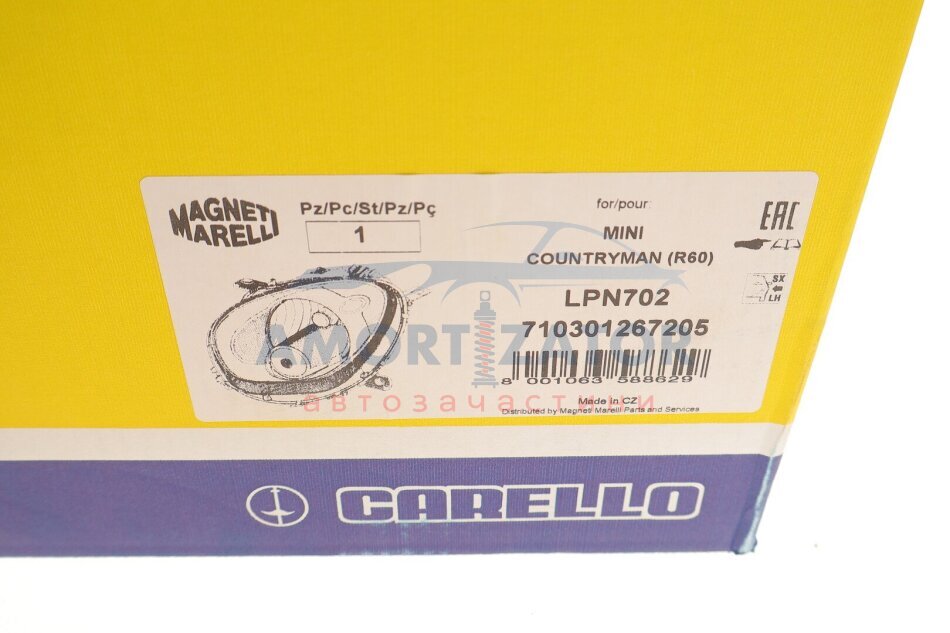 MAGNETI
MARELLI
Pz/Pc/St/Pz/Pç
1
for/pour:
MINI
COUNTRYMAN (R60)
LPN702
710301267205
8 001063 588629
Made in CZ
Distributed by Magneti Marelli Parts and Services
EAC
SX
LH
AMORTIZATOR
автозачастини
CARELLO